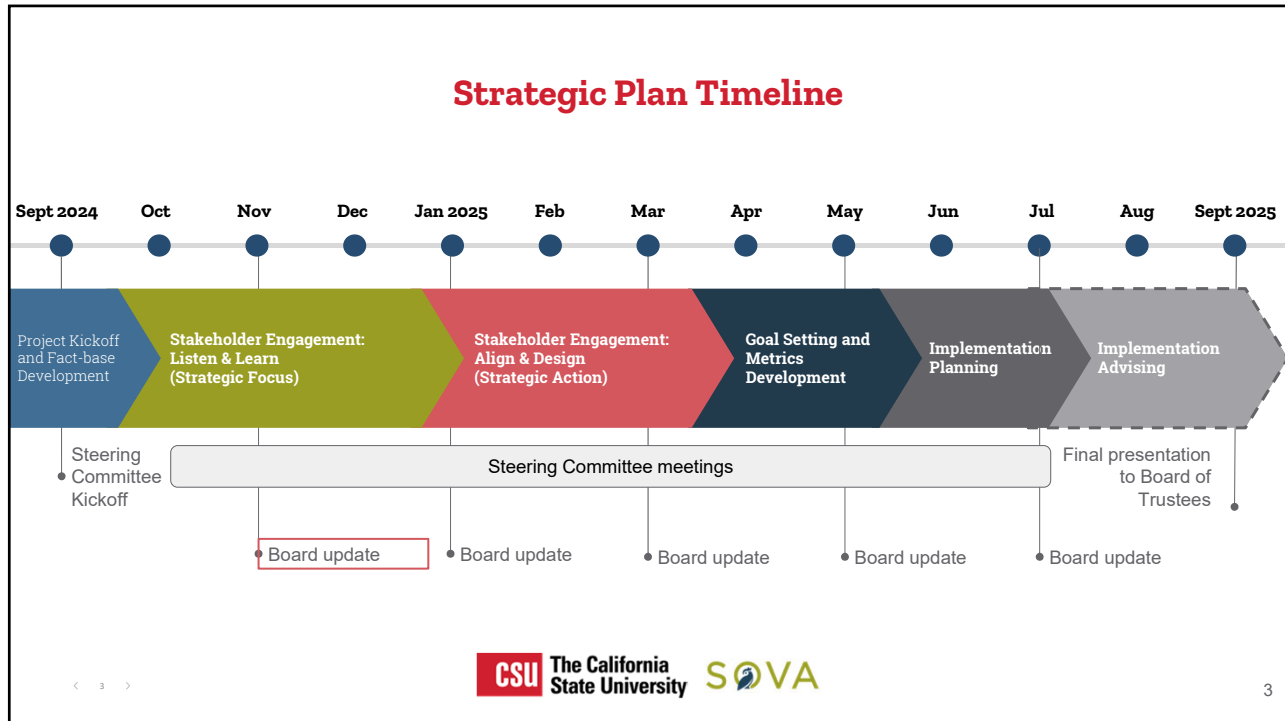 Strategic Plan Timeline
Sept 2024 Oct Nov Dec Jan 2025 Feb Mar Apr May Jun Jul Aug Sept 2025
Project Kickoff
and Fact-base
Development
Stakeholder Engagement:
Listen & Learn
(Strategic Focus)
Stakeholder Engagement:
Align & Design
(Strategic Action)
Goal Setting and
Metrics
Development
Implementation
Planning
Implementation
Advising
Steering
Committee
Kickoff
Steering Committee meetings
Final presentation
to Board of
Trustees
Board update
Board update
Board update
Board update
Board update
CSU The California
State University
SOVA
3
3